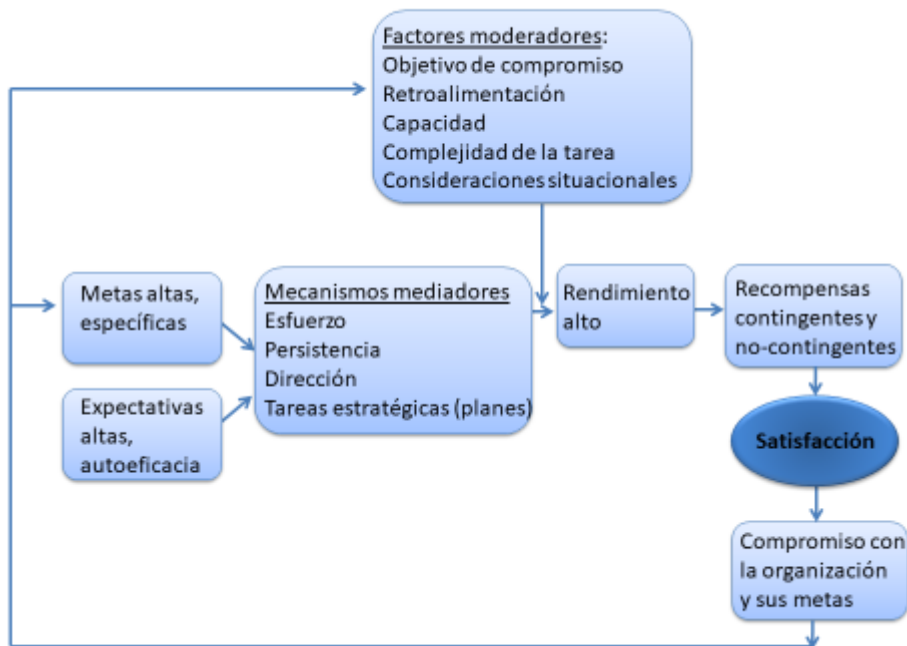 Factores moderadores:
Objetivo de compromiso
Retroalimentación
Capacidad
Complejidad de la tarea
Consideraciones situacionales
Metas altas,
específicas
Expectativas
altas,
autoeficacia
Mecanismos mediadores
Esfuerzo
Persistencia
Dirección
Tareas estratégicas (planes)
Rendimiento
alto
Recompensas
contingentes y
no-contingentes
Satisfacción
Compromiso con
la organización
y sus metas